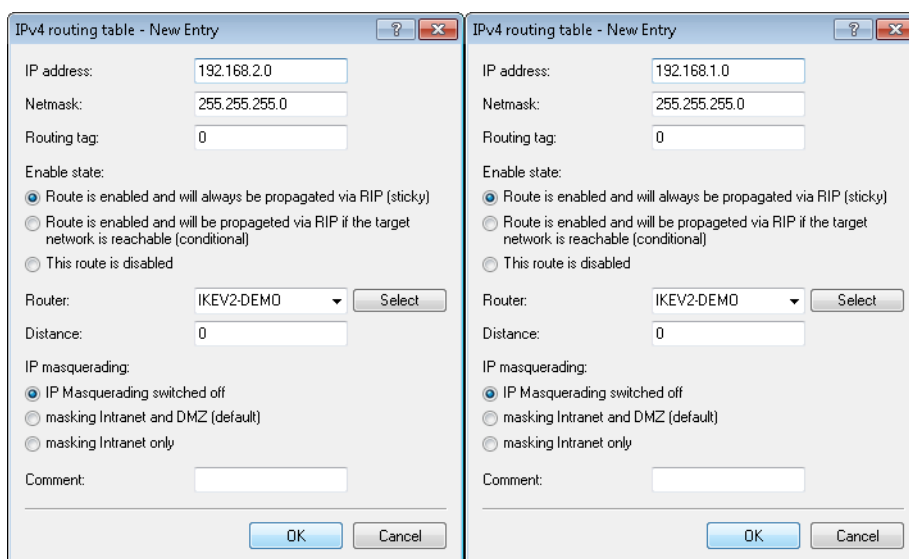 IPv4 routing table - New Entry
IP address: 192.168.2.0
Netmask: 255.255.255.0
Routing tag: 0
Enable state:
Route is enabled and will always be propagated via RIP (sticky)
Route is enabled and will be propageted via RIP if the target
network is reachable (conditional)
This route is disabled
Router: IKEV2-DEMO Select
Distance: 0
IP masquerading:
IP Masquerading switched off
masking Intranet and DMZ (default)
masking Intranet only
Comment:
OK Cancel
IPv4 routing table - New Entry
IP address: 192.168.1.0
Netmask: 255.255.255.0
Routing tag: 0
Enable state:
Route is enabled and will always be propagated via RIP (sticky)
Route is enabled and will be propageted via RIP if the target
network is reachable (conditional)
This route is disabled
Router: IKEV2-DEMO Select
Distance: 0
IP masquerading:
IP Masquerading switched off
masking Intranet and DMZ (default)
masking Intranet only
Comment:
OK Cancel